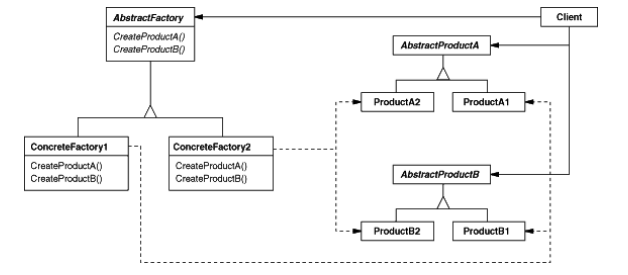 AbstractFactory
CreateProductA()
CreateProductB()
Client
AbstractProductA
ProductA2
ProductA1
ConcreteFactory1
CreateProductA()
CreateProductB()
ConcreteFactory2
CreateProductA()
CreateProductB()
AbstractProductB
ProductB2
ProductB1